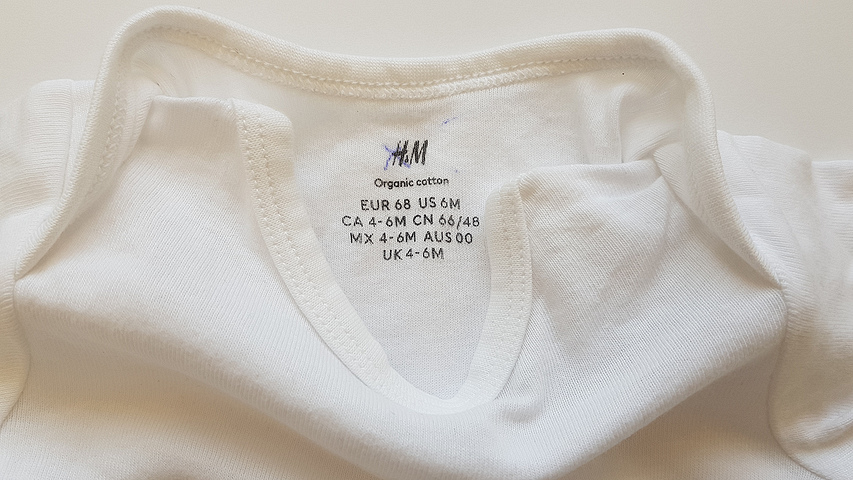 H&M
Organic cotton
EUR 68 US 6M
CA 4-6M CN 66/48
MX 4-6M AUS 00
UK 4-6M